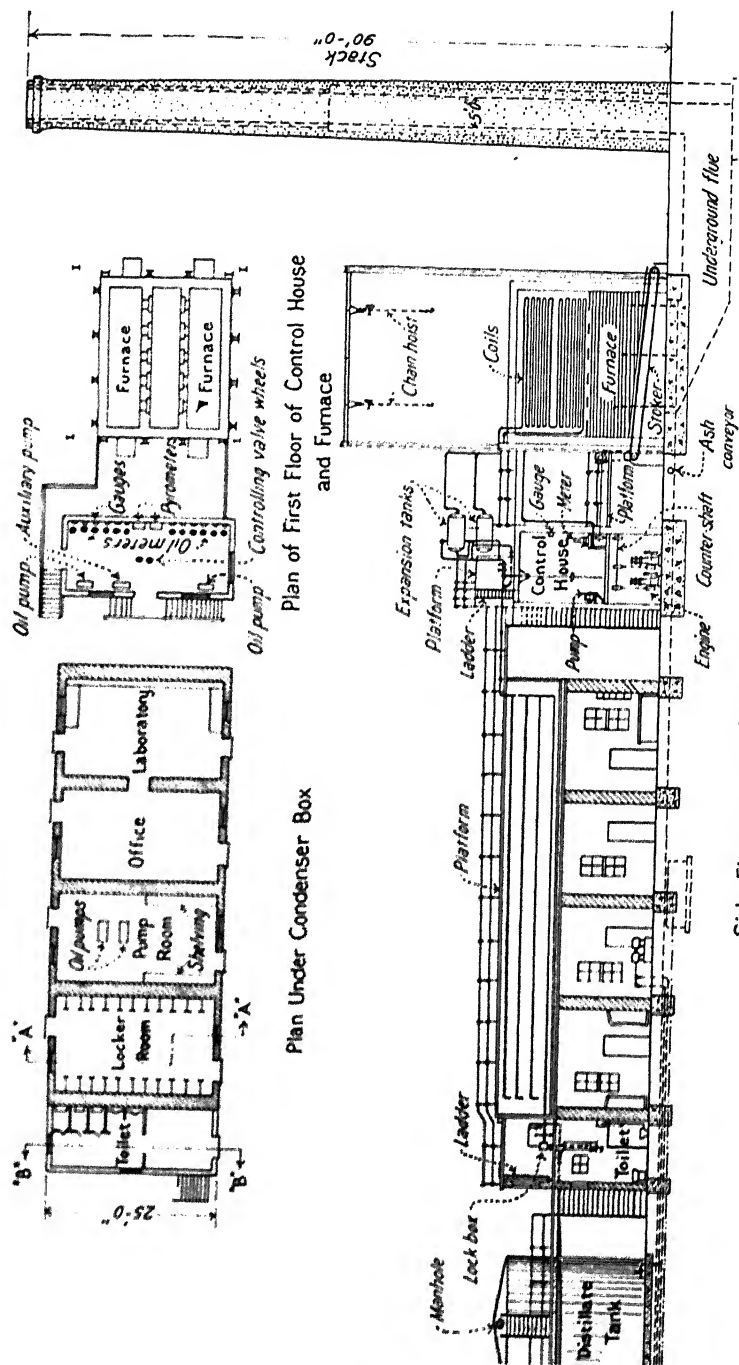 Stack
90'-0"
5'-0"
Furnace
Furnace
Oil pump
Auxiliary pump
Gauges
Pyrometers
Oil meters
Controlling valve wheels
Oil pump
Plan of First Floor of Control House
and Furnace
Laboratory
Office
Oil pumps
Pump
Room
Shelving
Locker
Room
Toilet
"A"
"A"
"B"
"B"
25'-0"
Plan Under Condenser Box
Chain hoist
Coils
Furnace
Stoker
Underground flue
Ash
conveyor
Expansion tanks
Platform
Ladder
Gauge
Meter
Platform
Control
House
Pump
Counter-shaft
Engine
Platform
Ladder
Toilet
Lock box
Manhole
Distillate
Tank
Side